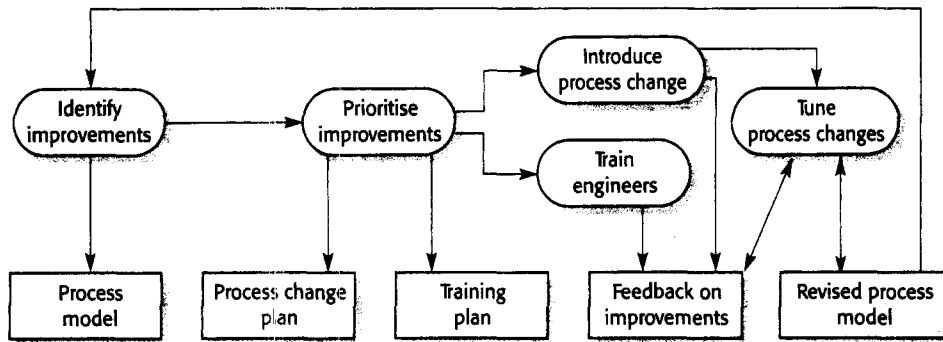 Introduce
process change
Identify
improvements
Prioritise
improvements
Tune
process changes
Train
engineers
Process
model
Process change
plan
Training
plan
Feedback on
improvements
Revised process
model